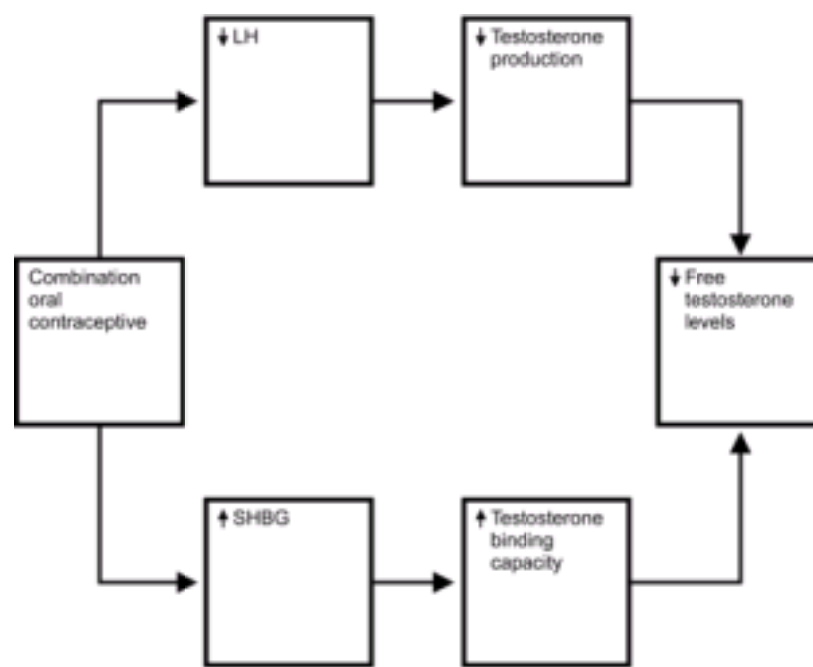 ↓ LH
↓ Testosterone
production
Combination
oral
contraceptive
↓ Free
testosterone
levels
↑ SHBG
↑ Testosterone
binding
capacity